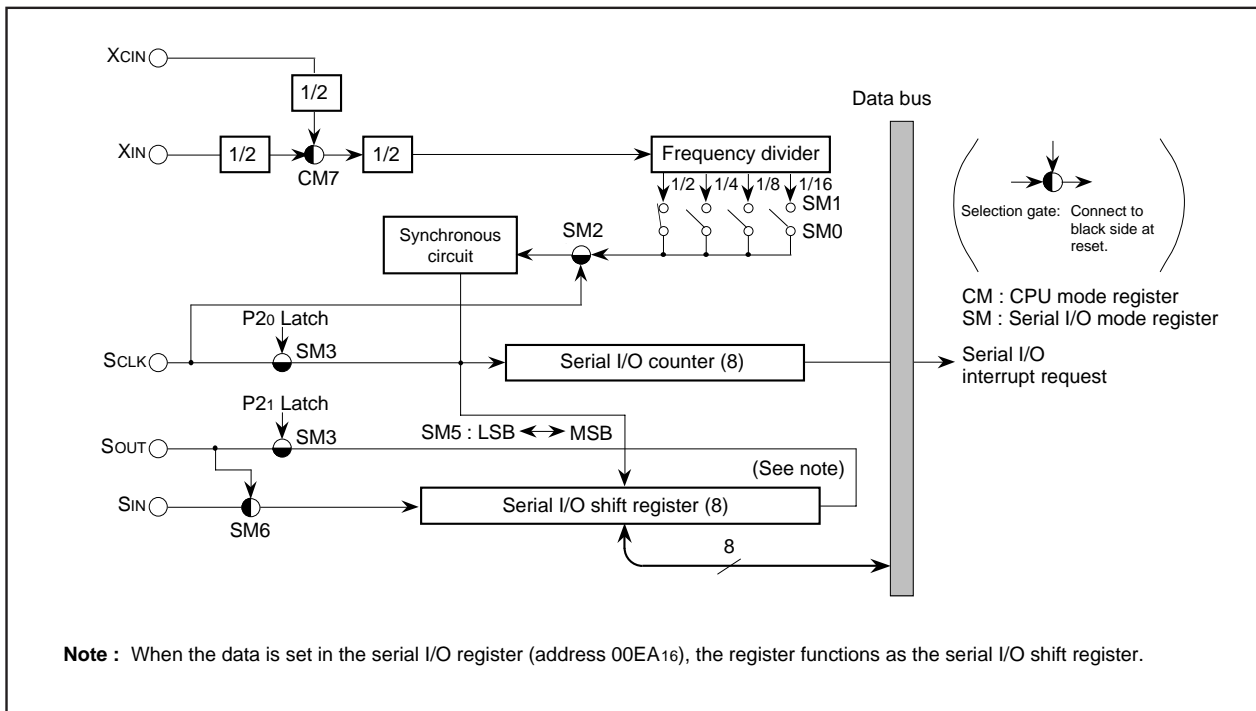 XCIN
1/2
Data bus
XIN
1/2
1/2
Frequency divider
CM7
1/2
1/4
1/8
1/16
SM1
SM0
Selection gate: Connect to
black side at
reset.
Synchronous
circuit
SM2
CM : CPU mode register
SM : Serial I/O mode register
P20 Latch
SCLK
SM3
Serial I/O counter (8)
Serial I/O
interrupt request
P21 Latch
SOUT
SM3
SM5 : LSB
MSB
(See note)
SIN
Serial I/O shift register (8)
SM6
8
Note : When the data is set in the serial I/O register (address 00EA16), the register functions as the serial I/O shift register.